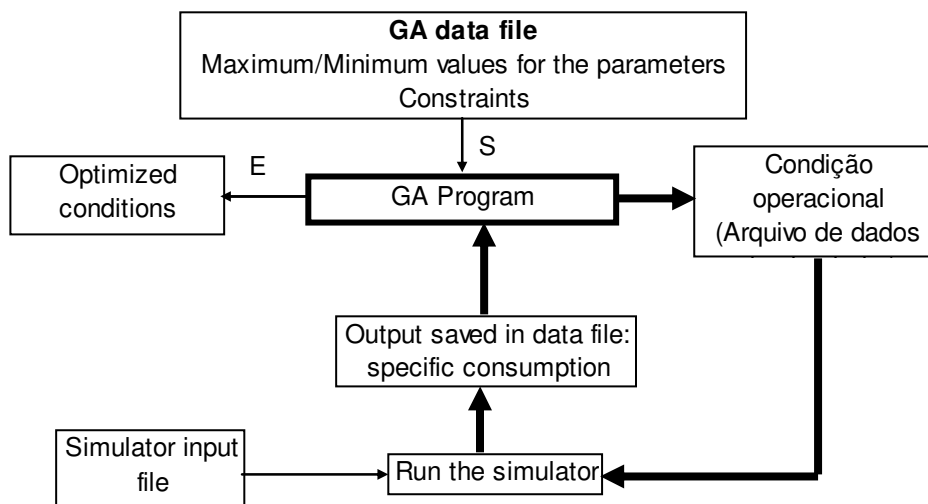 GA data file
Maximum/Minimum values for the parameters
Constraints
S
E
Optimized
conditions
GA Program
Condição
operacional
(Arquivo de dados
Output saved in data file:
specific consumption
Simulator input
file
Run the simulator